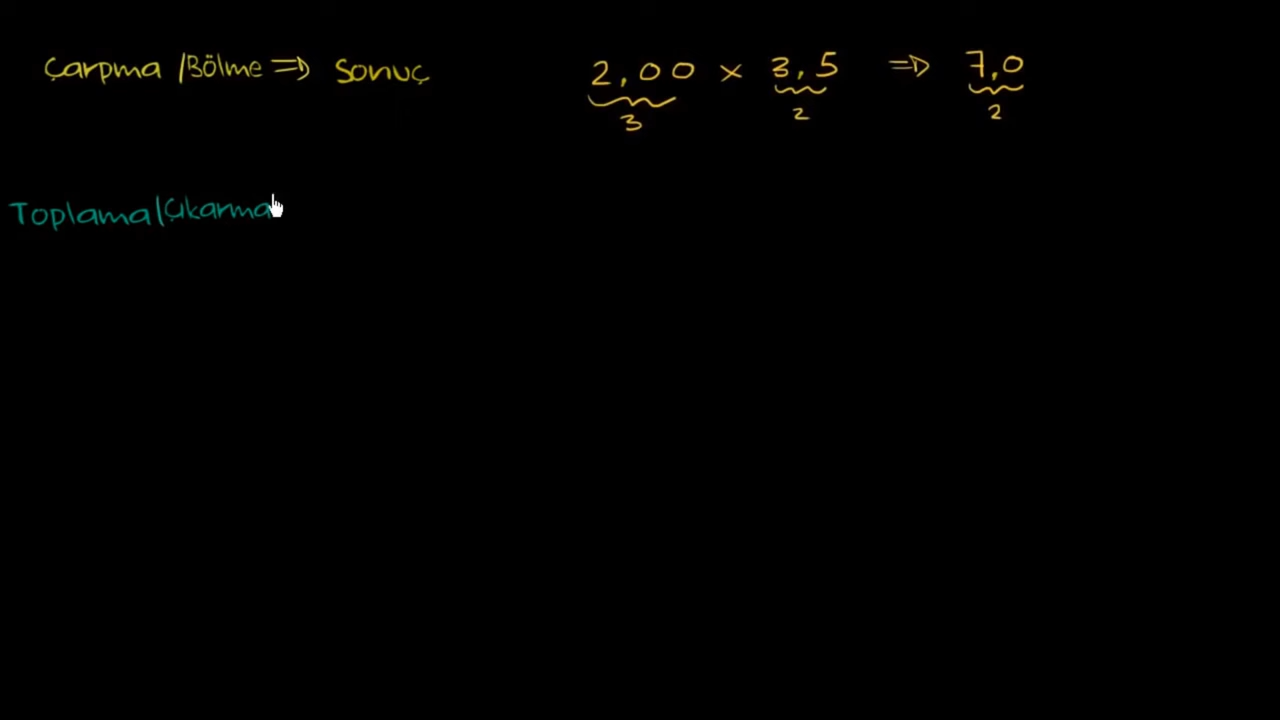 Çarpma /Bölme => Sonuç 2,00 x 3,5 => 7,0
3 2 2
Toplama/Çıkarma